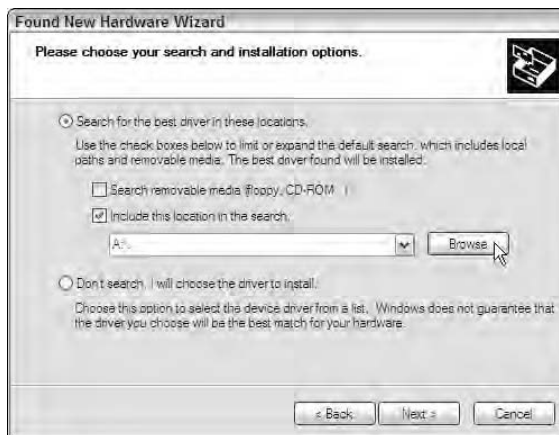 Found New Hardware Wizard
Please choose your search and installation options.
Search for the best driver in these locations.
Use the check boxes below to limit or expand the default search, which includes local
paths and removable media. The best driver found will be installed.
Search removable media (floppy, CD-ROM
Include this location in the search:
A:\
Browse
Don't search. I will choose the driver to install.
Choose this option to select the device driver from a list. Windows does not guarantee that
the driver you choose will be the best match for your hardware.
< Back
Next >
Cancel